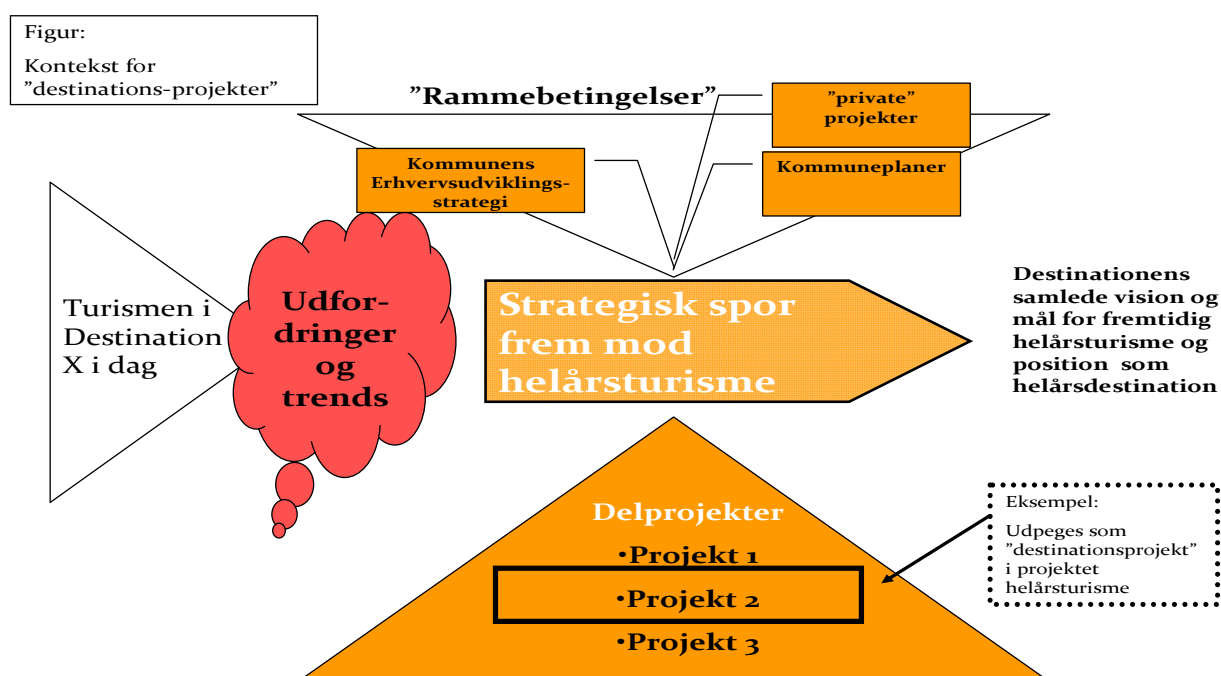 Figur:
Kontekst for
”destinations-projekter”
”Rammebetingelser”
”private”
projekter
Kommunens
Erhvervsudviklings-
strategi
Kommuneplaner
Turismen i
Destination
X i dag
Udfor-
dringer
og
trends
Strategisk spor
frem mod
helårsturisme
Destinationens
samlede vision og
mål for fremtidig
helårsturisme og
position som
helårsdestination
Delprojekter
•Projekt 1
•Projekt 2
•Projekt 3
Eksempel:
Udpeges som
”destinationsprojekt”
i projektet
helårsturisme